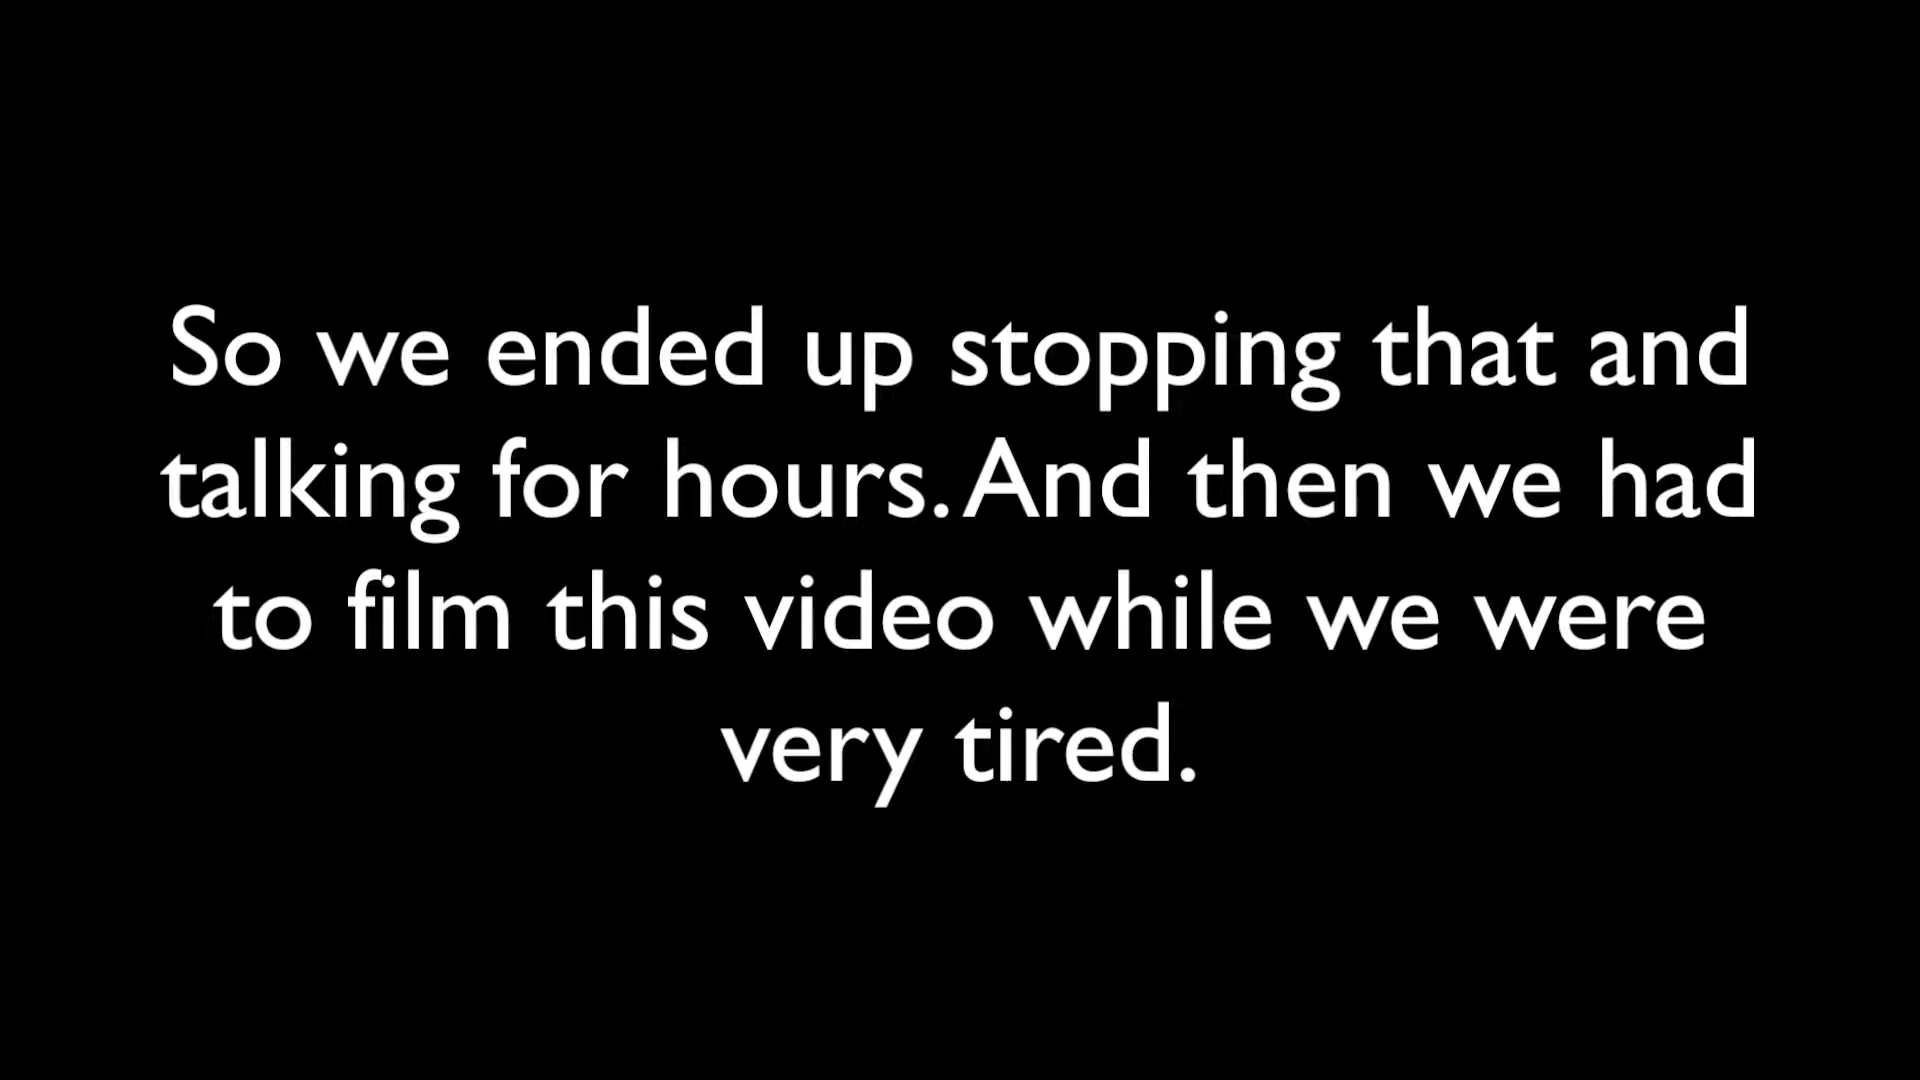 So we ended up stopping that and
talking for hours. And then we had
to film this video while we were
very tired.